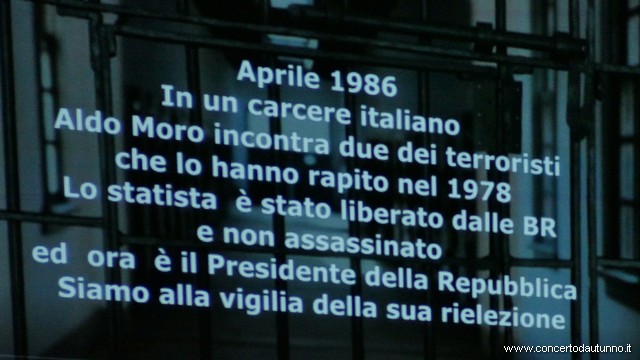 Aprile 1986
In un carcere italiano
Aldo Moro incontra due dei terroristi
che lo hanno rapito nel 1978
Lo statista è stato liberato dalle BR
e non assassinato
ed ora è il Presidente della Repubblica
Siamo alla vigilia della sua rielezione
www.concertodautunno.it